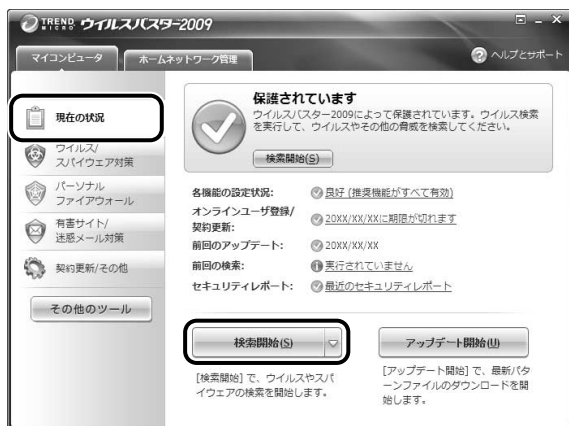 TREND MICRO ウイルスバスター2009
マイコンピュータ
ホームネットワーク管理
ヘルプとサポート
現在の状況
ウイルス/
スパイウェア対策
パーソナル
ファイアウォール
有害サイト/
迷惑メール対策
契約更新/その他
その他のツール
保護されています
ウイルスバスター2009によって保護されています。ウイルス検索
を実行して、ウイルスやその他の脅威を検索してください。
検索開始(S)
各機能の設定状況: 良好 (推奨機能がすべて有効)
オンラインユーザ登録/
契約更新: 20XX/XX/XXに期限が切れます
前回のアップデート: 20XX/XX/XX
前回の検索: 実行されていません
セキュリティレポート: 最近のセキュリティレポート
検索開始(S)
[検索開始] で、ウイルスやスパ
イウェアの検索を開始します。
アップデート開始(U)
[アップデート開始] で、最新パタ
ーンファイルのダウンロードを開
始します。